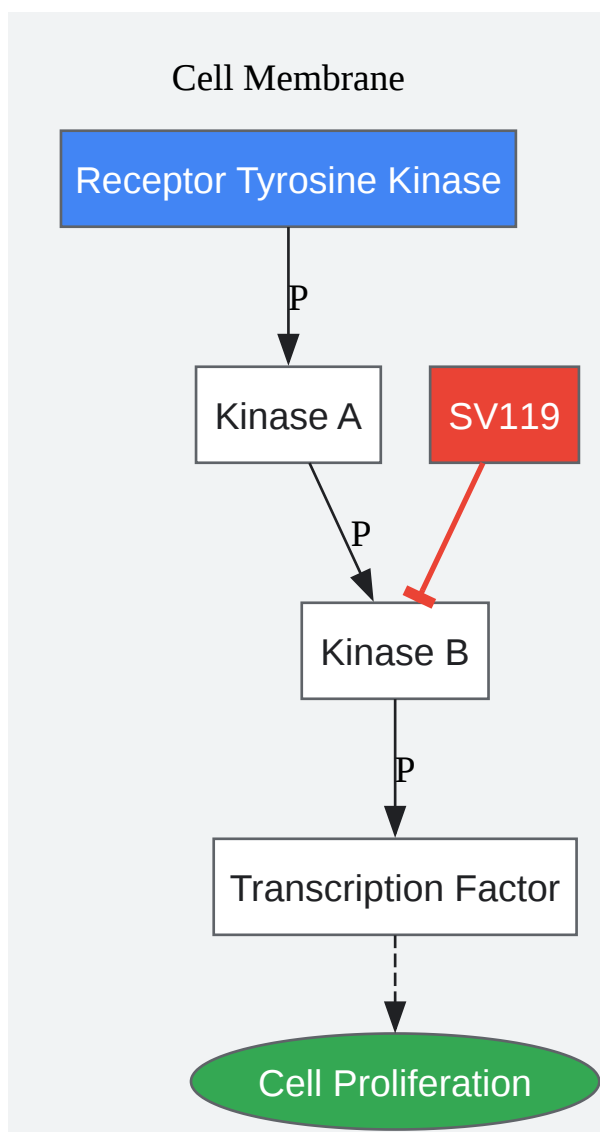 Cell Membrane
Receptor Tyrosine Kinase
P
Kinase A
SV119
P
Kinase B
P
Transcription Factor
Cell Proliferation